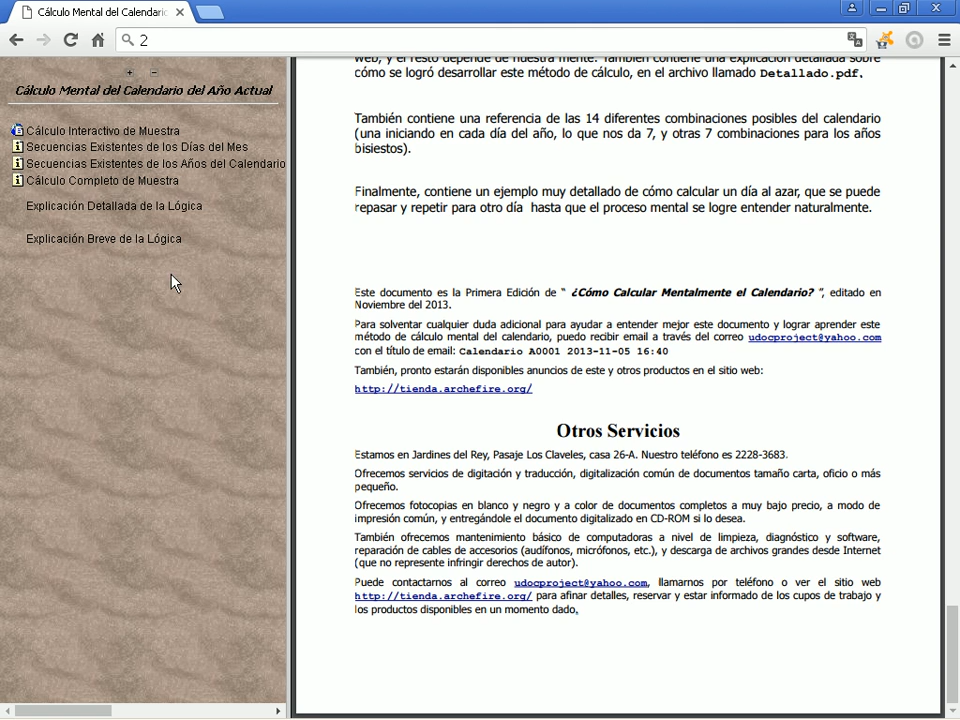 Cálculo Mental del Calendario
2
+ −
Cálculo Mental del Calendario del Año Actual
Cálculo Interactivo de Muestra
Secuencias Existentes de los Días del Mes
Secuencias Existentes de los Años del Calendario
Cálculo Completo de Muestra
Explicación Detallada de la Lógica
Explicación Breve de la Lógica
web, y el resto depende de nuestra mente. También contiene una explicación detallada sobre
cómo se logró desarrollar este método de cálculo, en el archivo llamado Detallado.pdf.
También contiene una referencia de las 14 diferentes combinaciones posibles del calendario
(una iniciando en cada día del año, lo que nos da 7, y otras 7 combinaciones para los años
bisiestos).
Finalmente, contiene un ejemplo muy detallado de cómo calcular un día al azar, que se puede
repasar y repetir para otro día hasta que el proceso mental se logre entender naturalmente.
Este documento es la Primera Edición de “ ¿Cómo Calcular Mentalmente el Calendario? ”, editado en
Noviembre del 2013.
Para solventar cualquier duda adicional para ayudar a entender mejor este documento y lograr aprender este
método de cálculo mental del calendario, puedo recibir email a través del correo udocproject@yahoo.com
con el título de email: Calendario A0001 2013-11-05 16:40
También, pronto estarán disponibles anuncios de este y otros productos en el sitio web:
http://tienda.archefire.org/
Otros Servicios
Estamos en Jardines del Rey, Pasaje Los Claveles, casa 26-A. Nuestro teléfono es 2228-3683.
Ofrecemos servicios de digitación y traducción, digitalización común de documentos tamaño carta, oficio o más
pequeño.
Ofrecemos fotocopias en blanco y negro y a color de documentos completos a muy bajo precio, a modo de
impresión común, y entregándole el documento digitalizado en CD-ROM si lo desea.
También ofrecemos mantenimiento básico de computadoras a nivel de limpieza, diagnóstico y software,
reparación de cables de accesorios (audífonos, micrófonos, etc.), y descarga de archivos grandes desde Internet
(que no represente infringir derechos de autor).
Puede contactarnos al correo udocproject@yahoo.com, llamarnos por teléfono o ver el sitio web
http://tienda.archefire.org/ para afinar detalles, reservar y estar informado de los cupos de trabajo y
los productos disponibles en un momento dado.